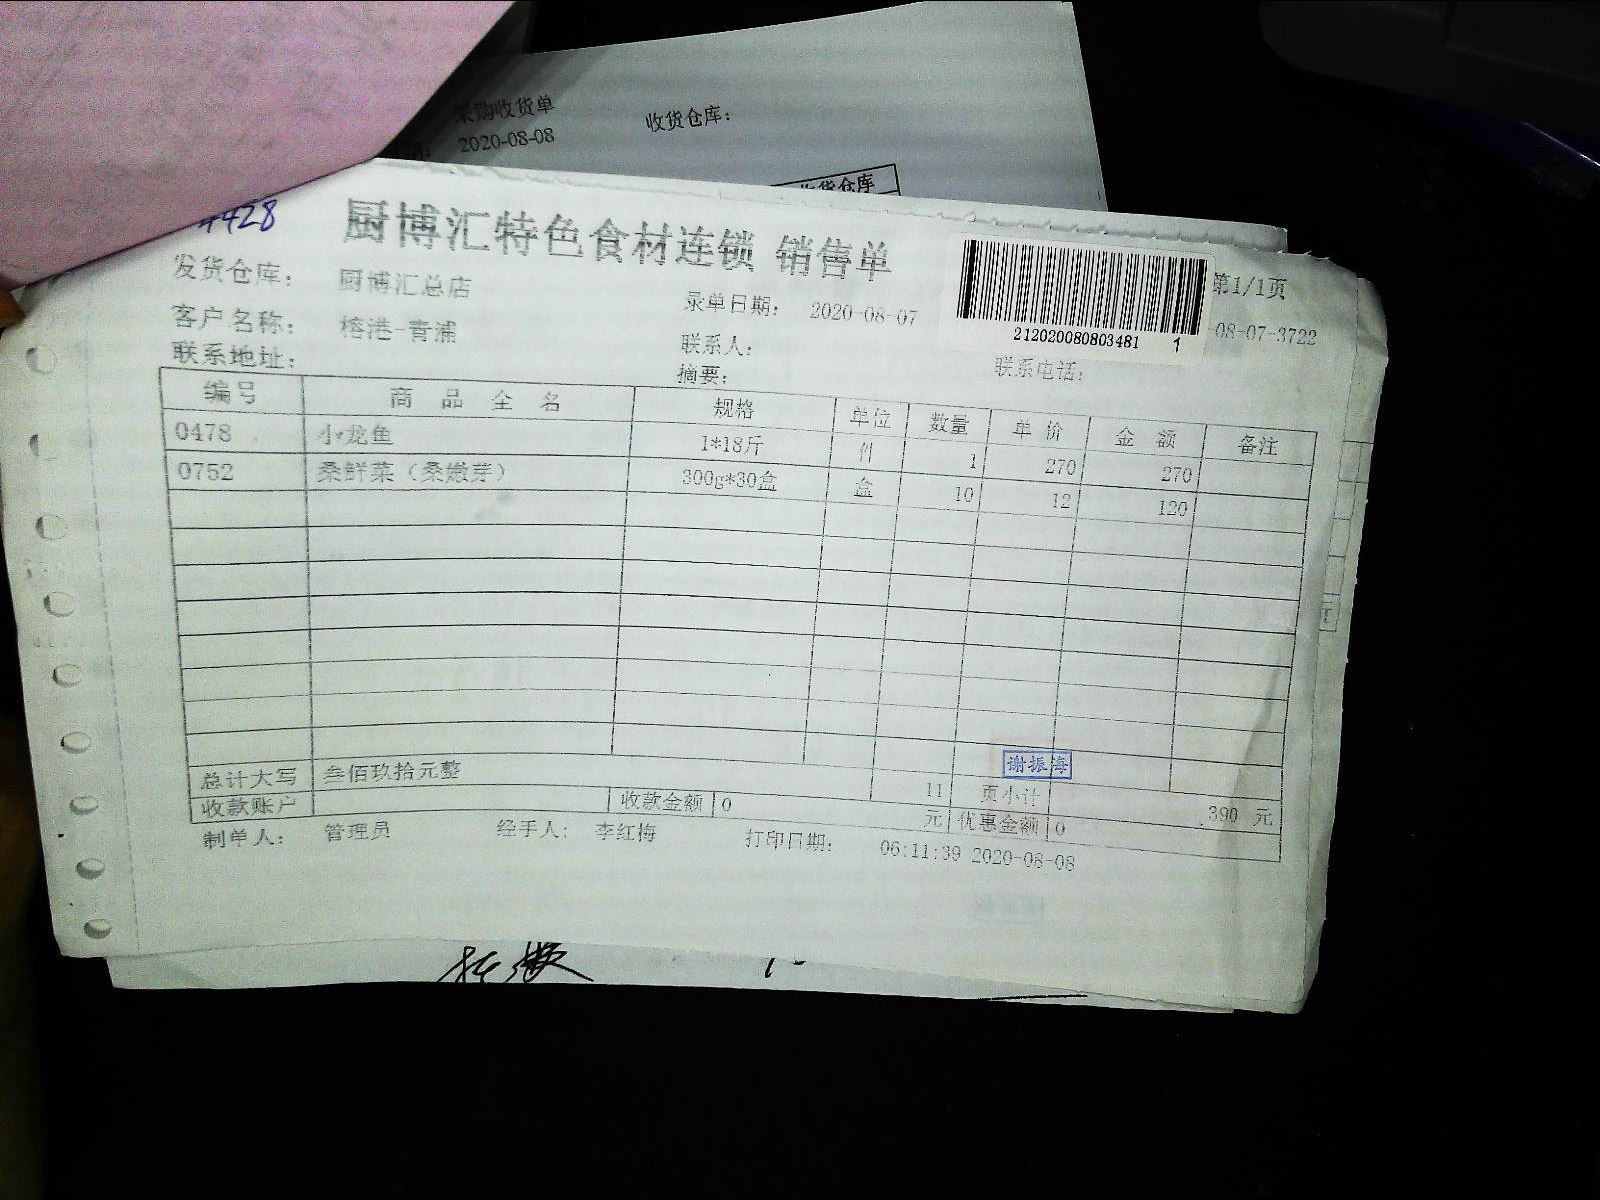 采购收货单
2020-08-08
收货仓库:
收货仓库
4428
厨博汇特色食材连锁 销售单
第1/1页
发货仓库: 厨博汇总店
录单日期: 2020-08-07
-08-07-3722
212020080803481 1
客户名称: 榕港-青浦
联系人:
联系电话:
联系地址:
摘要:
编号 商品全名 规格 单位 数量 单价 金额 备注
0478 小龙鱼 1*18斤 件 1 270 270
0752 桑鲜菜（桑嫩芽） 300g*30盒 盒 10 12 120
谢振海
总计大写 叁佰玖拾元整 11 页小计 390 元
收款账户 收款金额 0 元 优惠金额 0
制单人: 管理员 经手人: 李红梅 打印日期: 06:11:39 2020-08-08